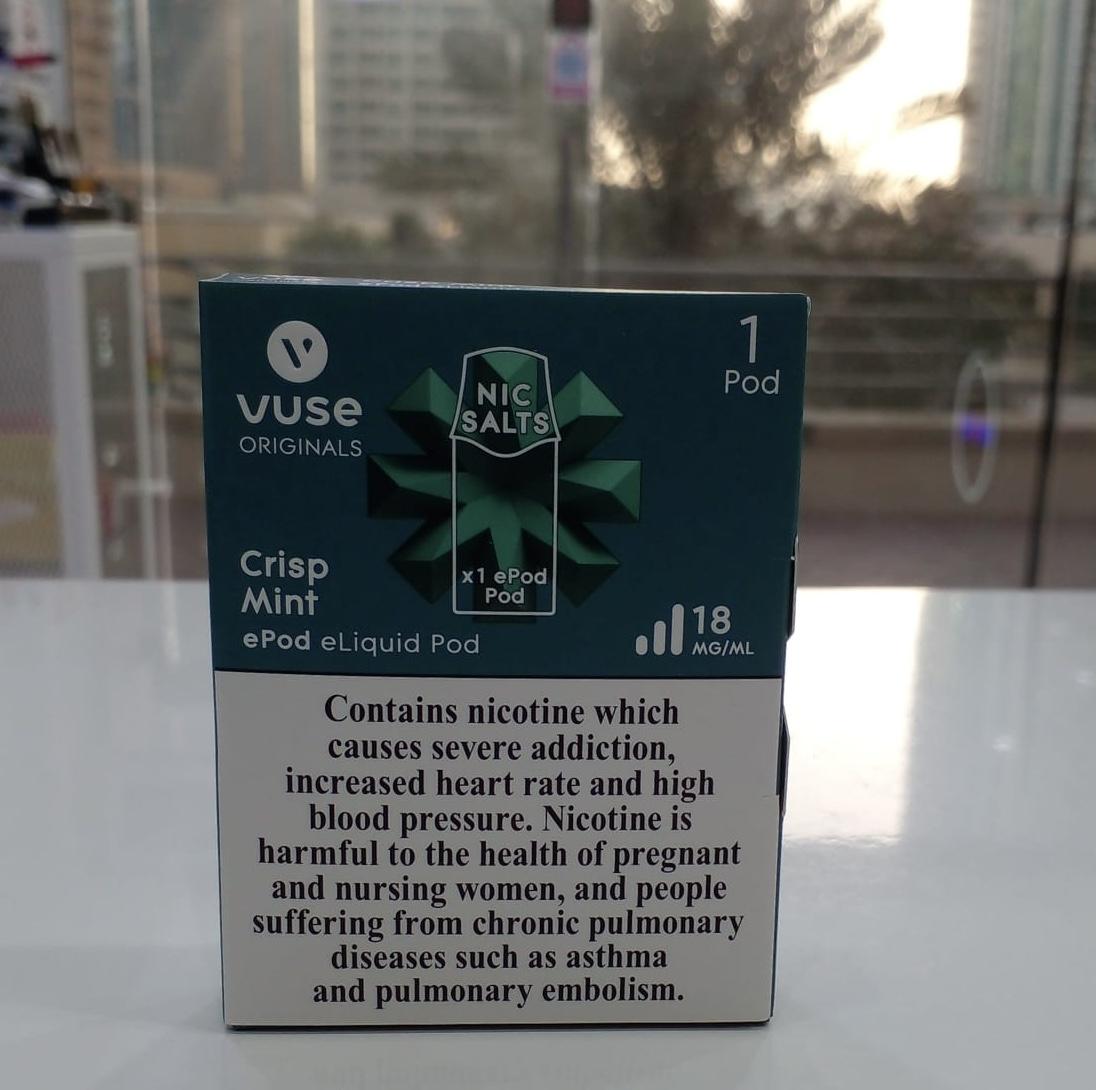 VUSE
ORIGINALS
1
Pod
NIC
SALTS
x1 ePod
Pod
Crisp
Mint
ePod eLiquid Pod
18
MG/ML
Contains nicotine which
causes severe addiction,
increased heart rate and high
blood pressure. Nicotine is
harmful to the health of pregnant
and nursing women, and people
suffering from chronic pulmonary
diseases such as asthma
and pulmonary embolism.